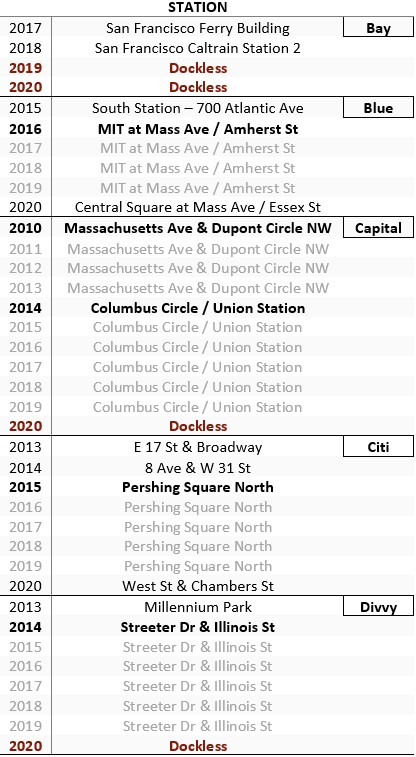 STATION
2017 San Francisco Ferry Building Bay
2018 San Francisco Caltrain Station 2
2019 Dockless
2020 Dockless
2015 South Station – 700 Atlantic Ave Blue
2016 MIT at Mass Ave / Amherst St
2017 MIT at Mass Ave / Amherst St
2018 MIT at Mass Ave / Amherst St
2019 MIT at Mass Ave / Amherst St
2020 Central Square at Mass Ave / Essex St
2010 Massachusetts Ave & Dupont Circle NW Capital
2011 Massachusetts Ave & Dupont Circle NW
2012 Massachusetts Ave & Dupont Circle NW
2013 Massachusetts Ave & Dupont Circle NW
2014 Columbus Circle / Union Station
2015 Columbus Circle / Union Station
2016 Columbus Circle / Union Station
2017 Columbus Circle / Union Station
2018 Columbus Circle / Union Station
2019 Columbus Circle / Union Station
2020 Dockless
2013 E 17 St & Broadway Citi
2014 8 Ave & W 31 St
2015 Pershing Square North
2016 Pershing Square North
2017 Pershing Square North
2018 Pershing Square North
2019 Pershing Square North
2020 West St & Chambers St
2013 Millennium Park Divvy
2014 Streeter Dr & Illinois St
2015 Streeter Dr & Illinois St
2016 Streeter Dr & Illinois St
2017 Streeter Dr & Illinois St
2018 Streeter Dr & Illinois St
2019 Streeter Dr & Illinois St
2020 Dockless